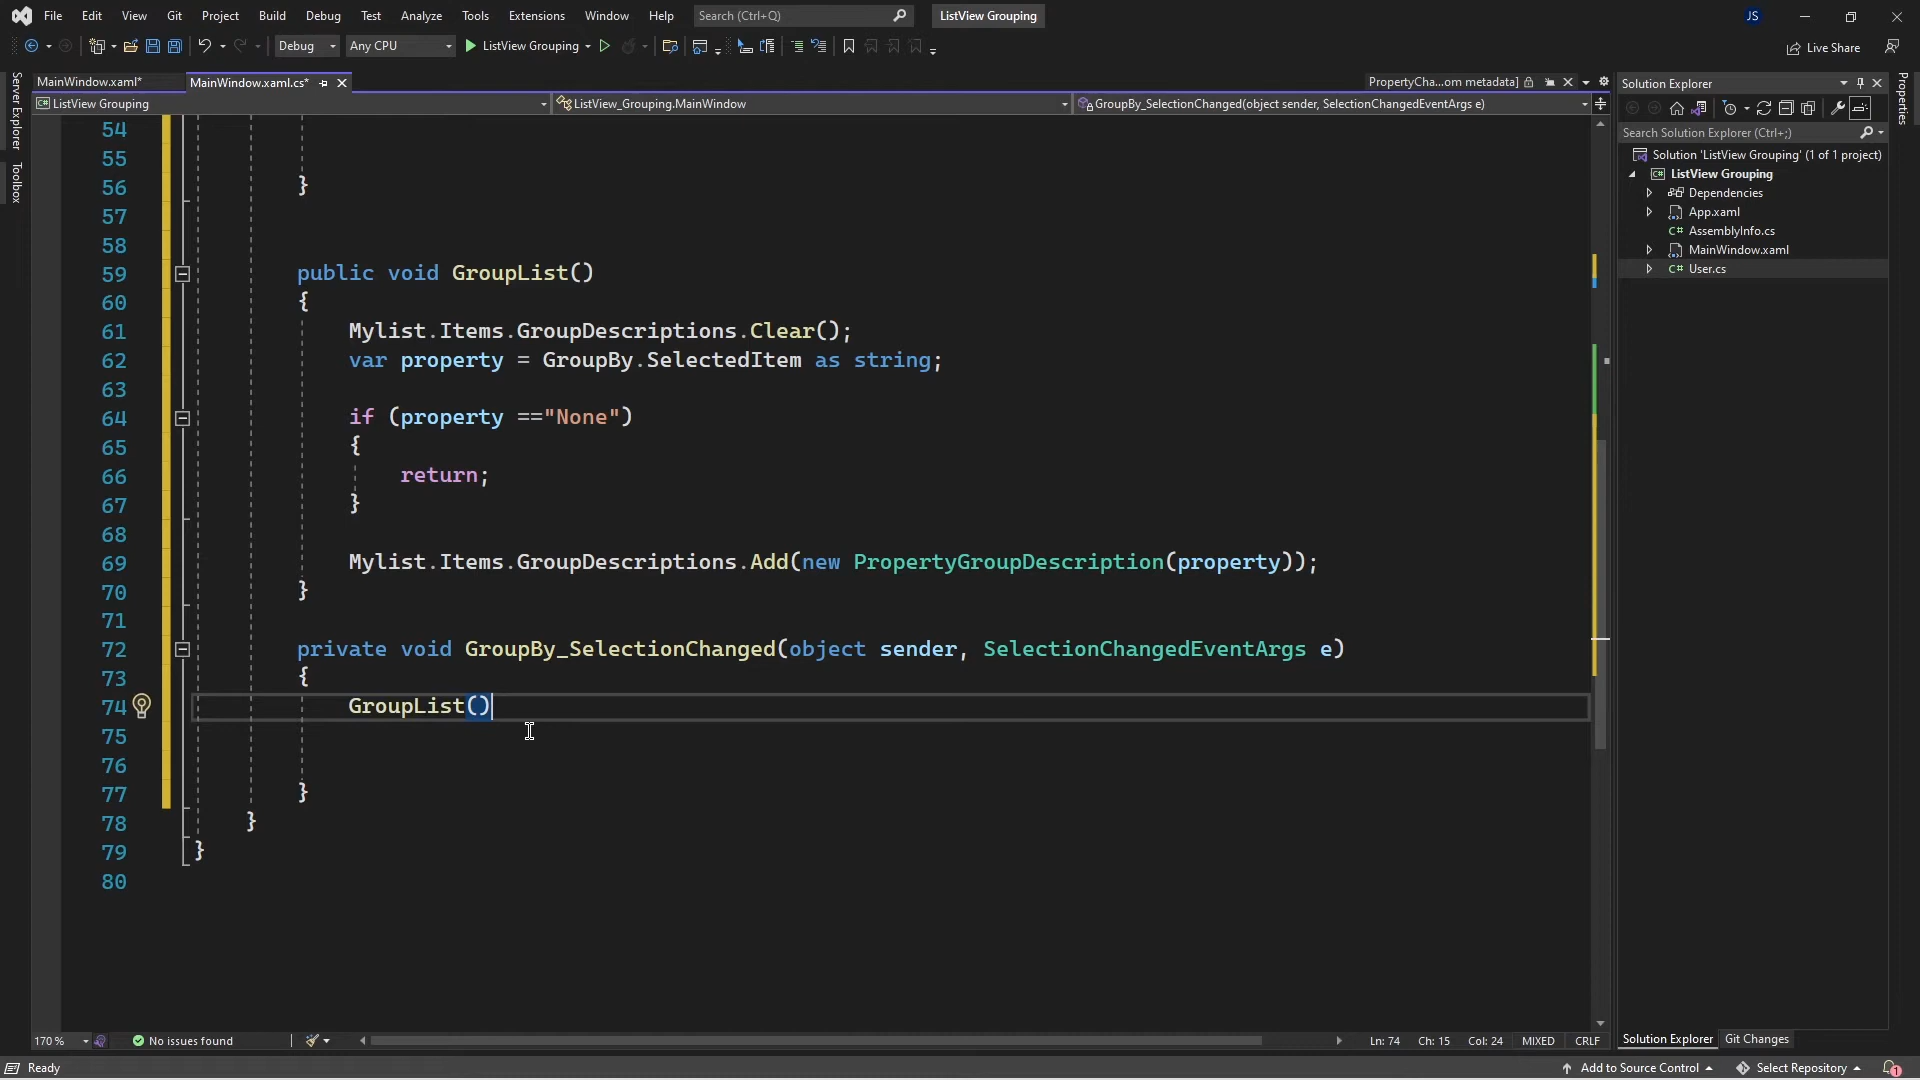 File Edit View Git Project Build Debug Test Analyze Tools Extensions Window Help Search (Ctrl+Q) ListView Grouping JS
Debug Any CPU ListView Grouping Live Share
MainWindow.xaml* MainWindow.xaml.cs* PropertyCha...om metadata]
ListView Grouping ListView_Grouping.MainWindow GroupBy_SelectionChanged(object sender, SelectionChangedEventArgs e)
Server Explorer
Toolbox
54
55
56 }
57
58
59 public void GroupList()
60 {
61 Mylist.Items.GroupDescriptions.Clear();
62 var property = GroupBy.SelectedItem as string;
63
64 if (property =="None")
65 {
66 return;
67 }
68
69 Mylist.Items.GroupDescriptions.Add(new PropertyGroupDescription(property));
70 }
71
72 private void GroupBy_SelectionChanged(object sender, SelectionChangedEventArgs e)
73 {
74 GroupList()
75
76
77 }
78 }
79 }
80
170 % No issues found Ln: 74 Ch: 15 Col: 24 MIXED CRLF
Solution Explorer
Search Solution Explorer (Ctrl+;)
Solution 'ListView Grouping' (1 of 1 project)
C# ListView Grouping
Dependencies
App.xaml
C# AssemblyInfo.cs
MainWindow.xaml
C# User.cs
Solution Explorer Git Changes
Properties
Ready Add to Source Control Select Repository 1